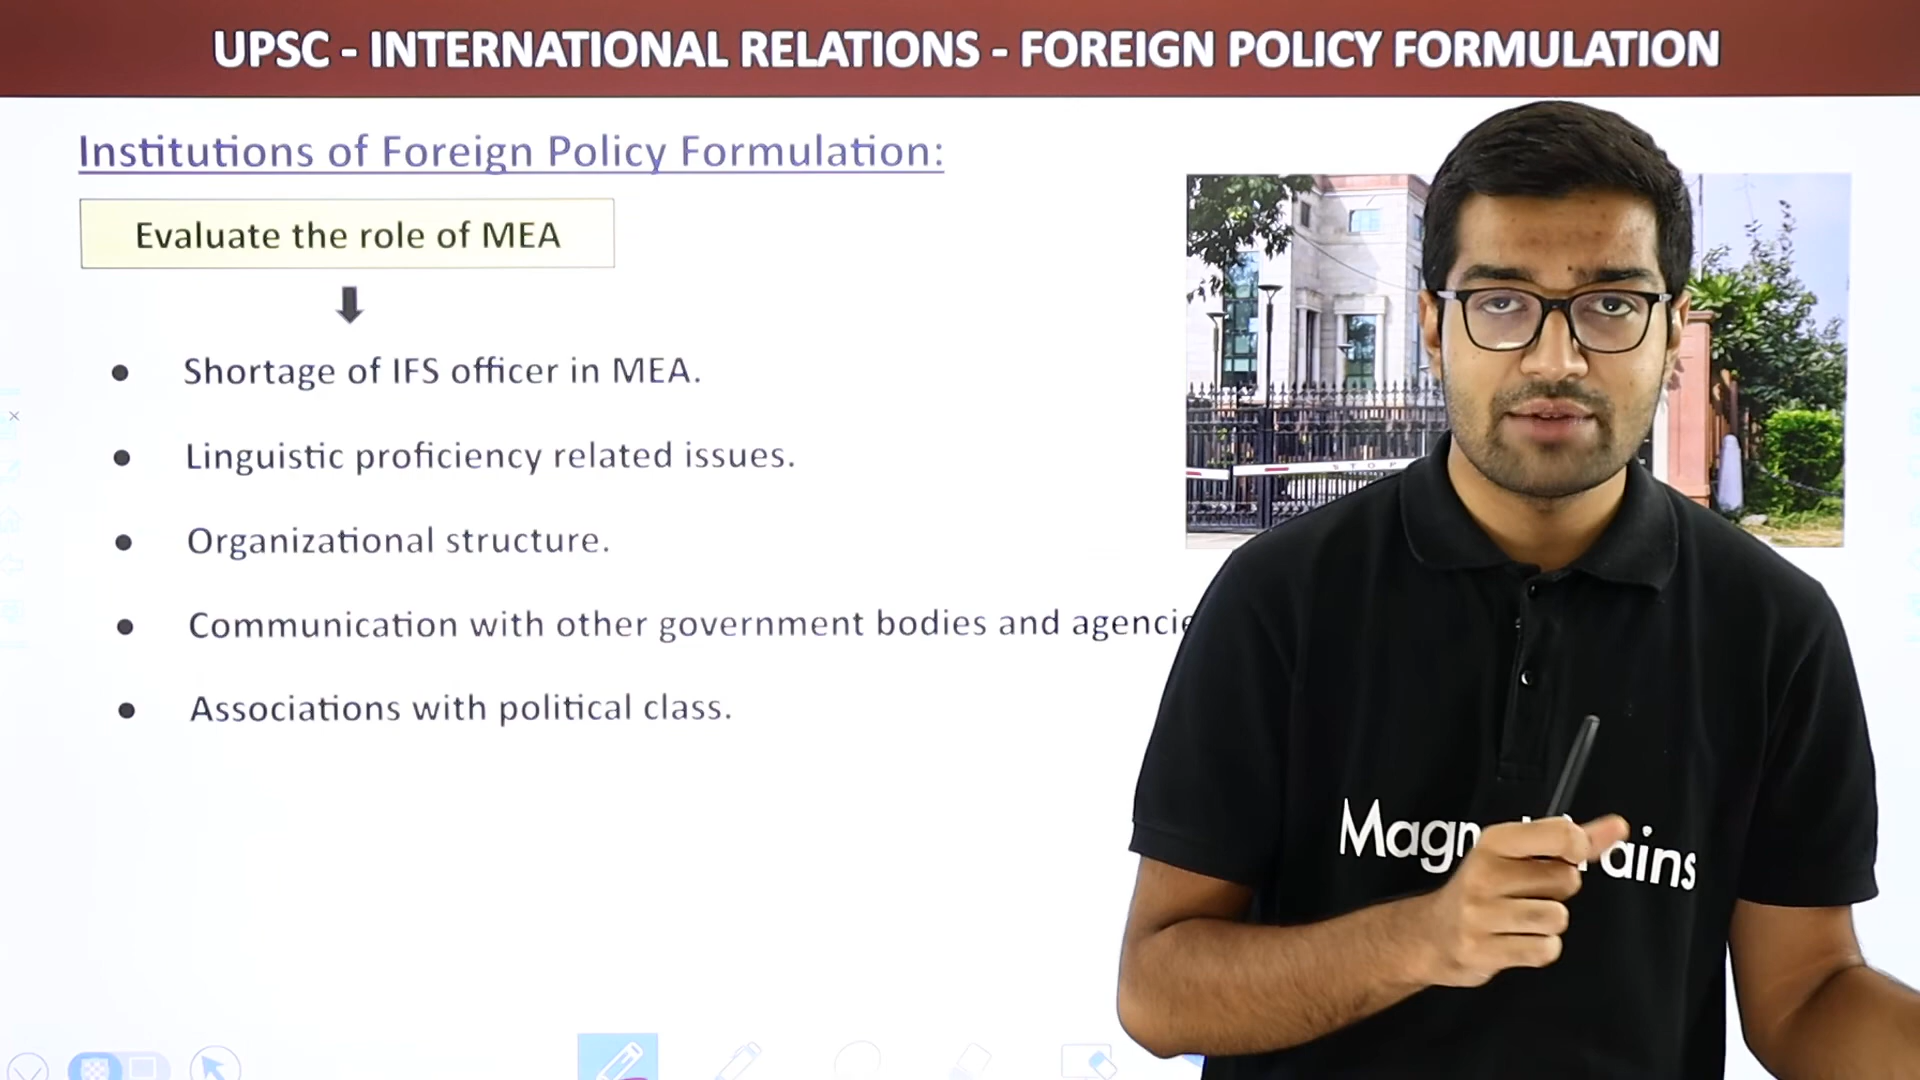 UPSC - INTERNATIONAL RELATIONS - FOREIGN POLICY FORMULATION
Institutions of Foreign Policy Formulation:
Evaluate the role of MEA
• Shortage of IFS officer in MEA.
• Linguistic proficiency related issues.
• Organizational structure.
• Communication with other government bodies and agencie
• Associations with political class.
STOP
Magn ains